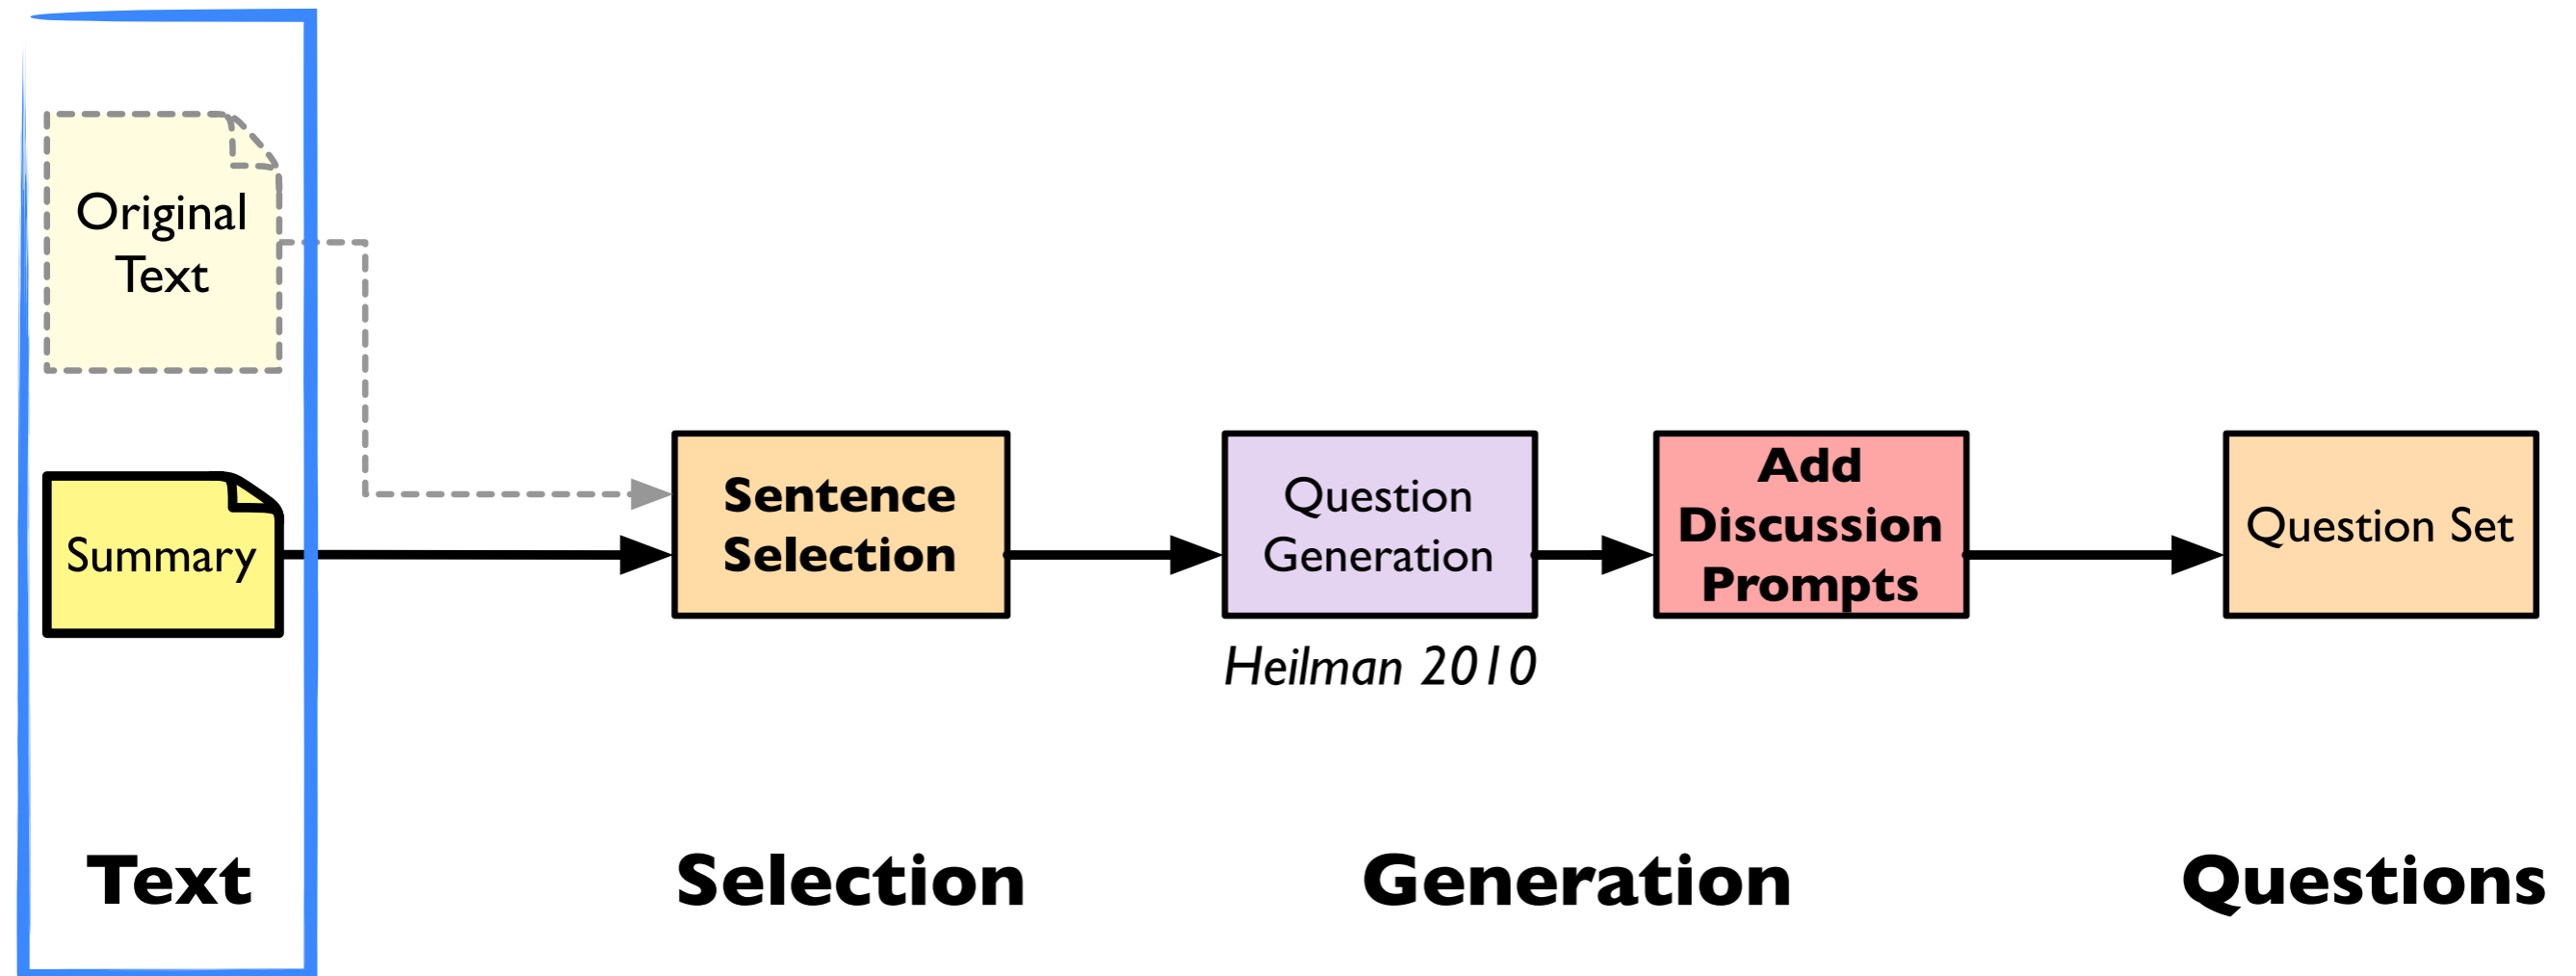 Original
Text
Summary
Sentence
Selection
Question
Generation
Heilman 2010
Add
Discussion
Prompts
Question Set
Text
Selection
Generation
Questions